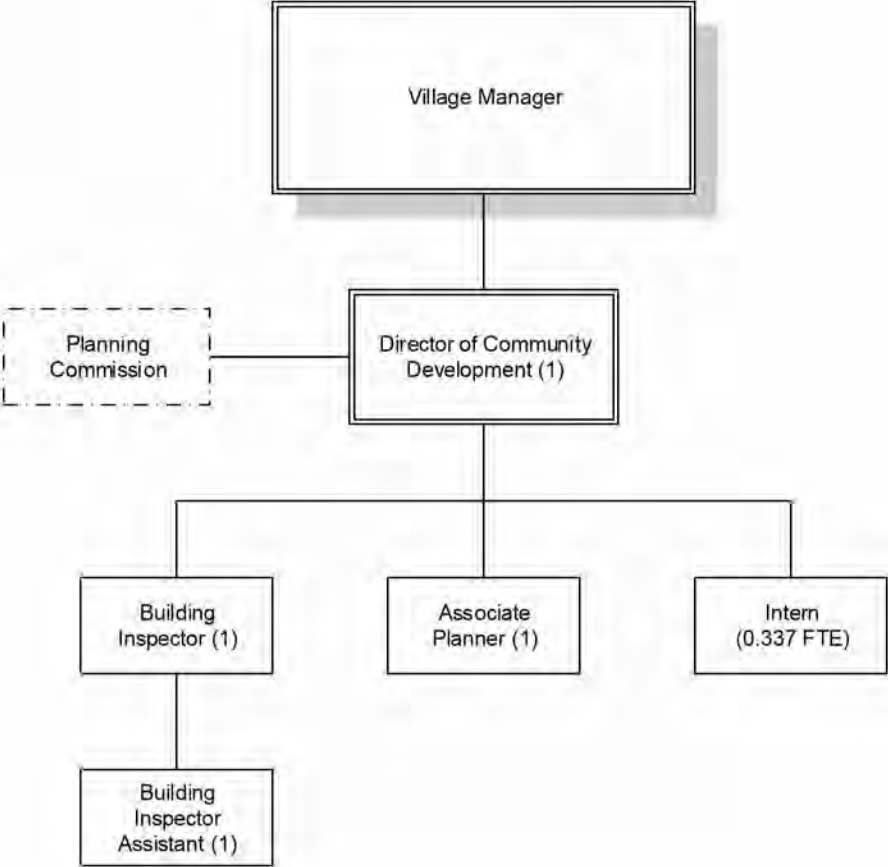 Village Manager
Planning
Commission
Director of Community
Development (1)
Building
Inspector (1)
Associate
Planner (1)
Intern
(0.337 FTE)
Building
Inspector
Assistant (1)